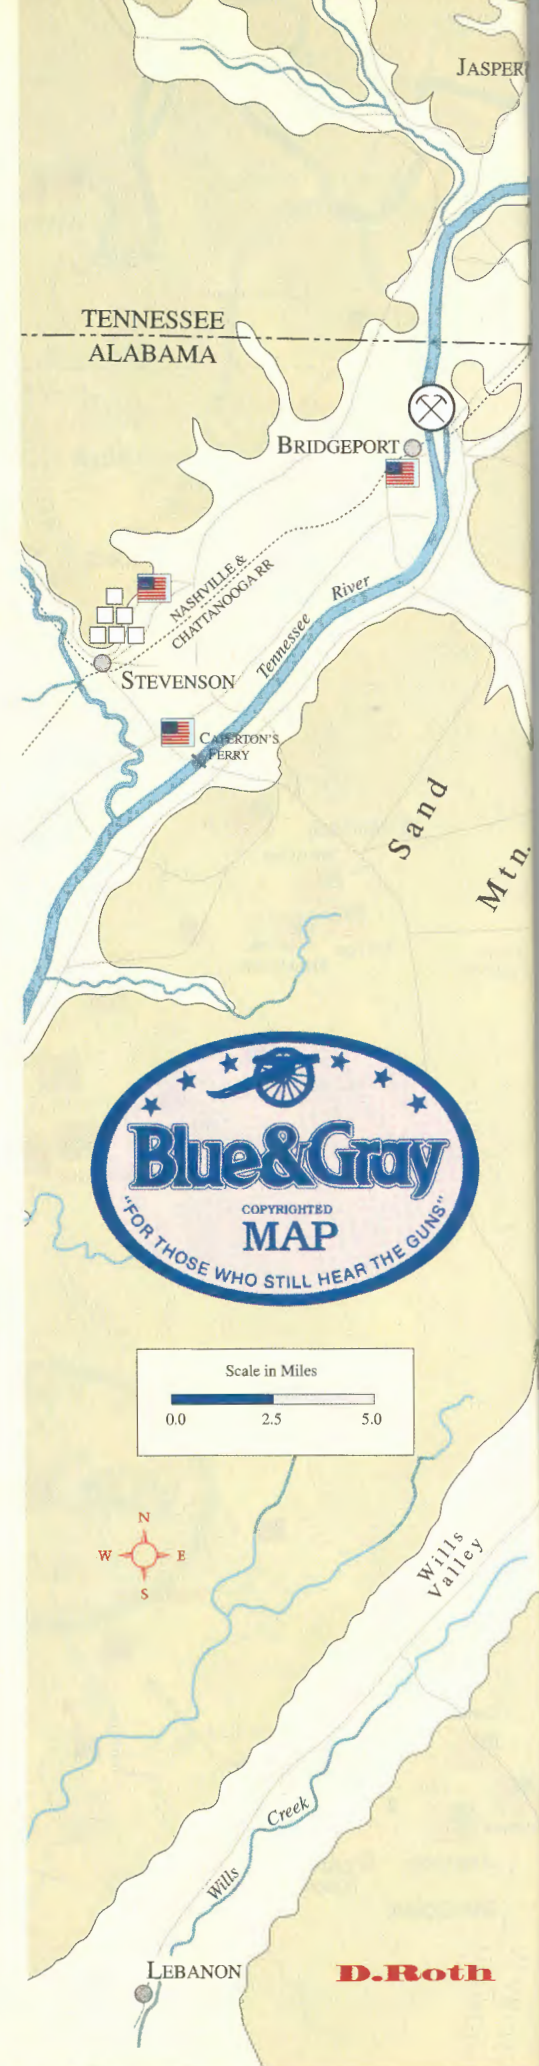 JASPER
TENNESSEE
ALABAMA
BRIDGEPORT
NASHVILLE &
CHATTANOOGA RR
Tennessee River
STEVENSON
CAPERTON'S
FERRY
Sand
Mtn.
Blue&Gray
COPYRIGHTED
MAP
"FOR THOSE WHO STILL HEAR THE GUNS"
Scale in Miles
0.0 2.5 5.0
N
W E
S
Wills
Valley
Wills Creek
LEBANON
D.Roth